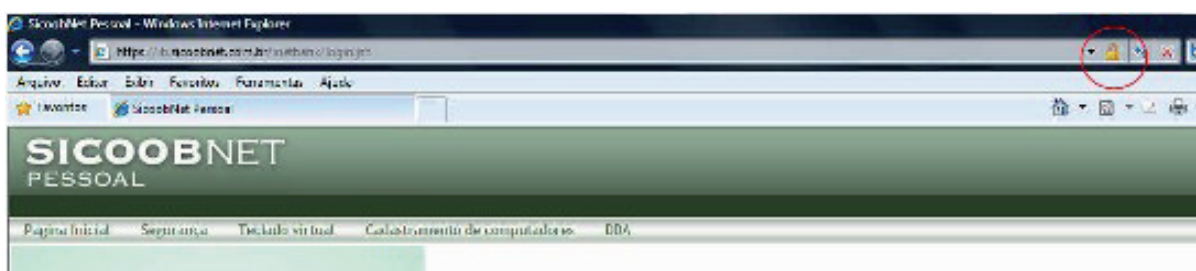 SicoobNet Pessoal - Windows Internet Explorer
Arquivo Editar Exibir Favoritos Ferramentas Ajuda
Favoritos SicoobNet Pessoal
SICOOBNET
PESSOAL
Pagina Inicial Segurança Teclado virtual Cadastramento de computadores DDA